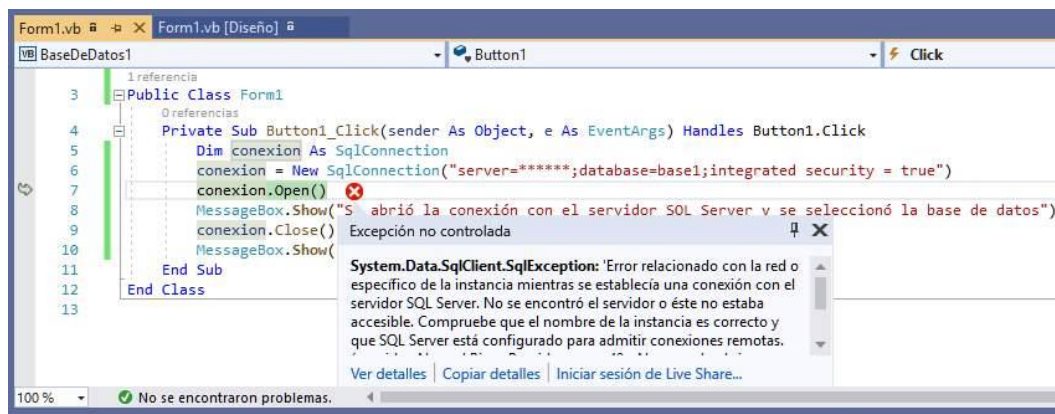 Form1.vb Form1.vb [Diseño]
VB BaseDeDatos1 Button1 Click
1 referencia
3 Public Class Form1
0 referencias
4 Private Sub Button1_Click(sender As Object, e As EventArgs) Handles Button1.Click
5 Dim conexion As SqlConnection
6 conexion = New SqlConnection("server=******;database=base1;integrated security = true")
7 conexion.Open()
8 MessageBox.Show("S abrió la conexión con el servidor SQL Server y se seleccionó la base de datos")
9 conexion.Close()
10 MessageBox.Show(
11 End Sub
12 End Class
13
Excepción no controlada
System.Data.SqlClient.SqlException: 'Error relacionado con la red o
específico de la instancia mientras se establecía una conexión con el
servidor SQL Server. No se encontró el servidor o éste no estaba
accesible. Compruebe que el nombre de la instancia es correcto y
que SQL Server está configurado para admitir conexiones remotas.
Ver detalles | Copiar detalles | Iniciar sesión de Live Share...
100 % No se encontraron problemas.